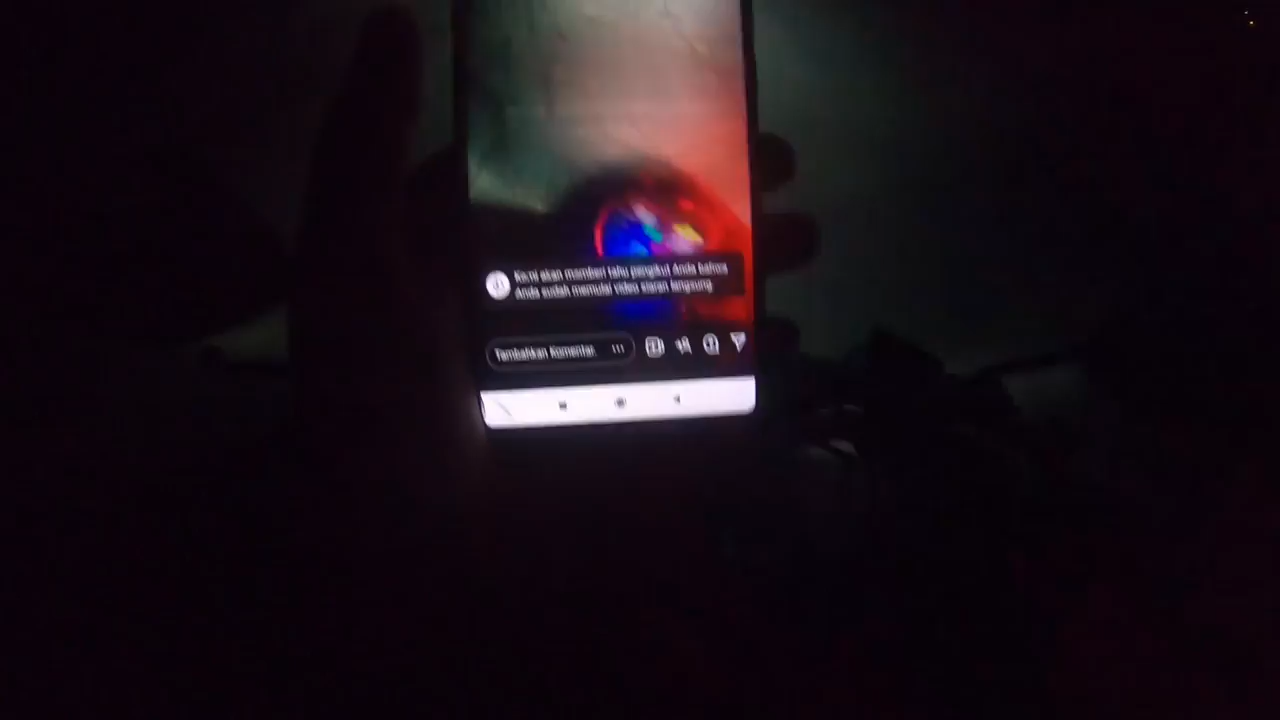 Kami akan memberi tahu pengikut Anda bahwa
Anda sudah memulai video siaran langsung.
Tambahkan Komentar...